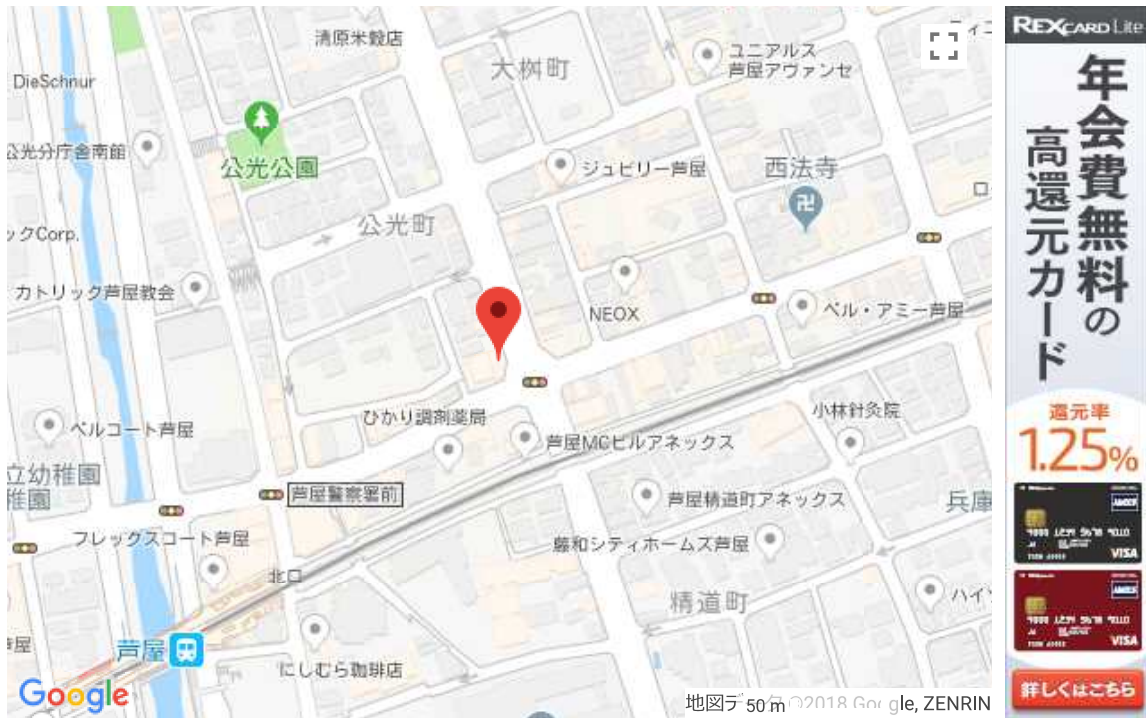 清原米穀店
大桝町
ユニアルス
芦屋アヴァンセ
DieSchnur
公光分庁舎南館
公光公園
ジュビリー芦屋
西法寺
公光町
ックCorp.
カトリック芦屋教会
NEOX
ベル・アミー芦屋
ひかり調剤薬局
小林針灸院
ベルコート芦屋
芦屋MCビルアネックス
立幼稚園
稚園
芦屋警察署前
芦屋精道町アネックス
兵庫
フレックスコート芦屋
藤和シティホームズ芦屋
北口
精道町
ハイツ
芦屋
にしむら珈琲店
Google
地図デ
50 m
©2018 Google, ZENRIN
REXCARD Lite
年会費無料の
高還元カード
還元率
1.25%
VISA
VISA
詳しくはこちら